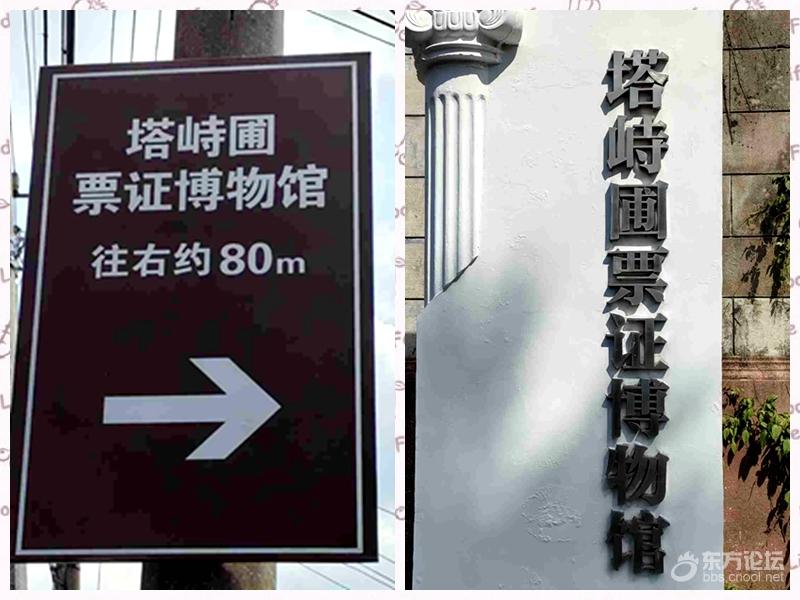 塔峙圃
票证博物馆
往右约80m
塔峙圃票证博物馆
东方论坛
bbs.cnool.net